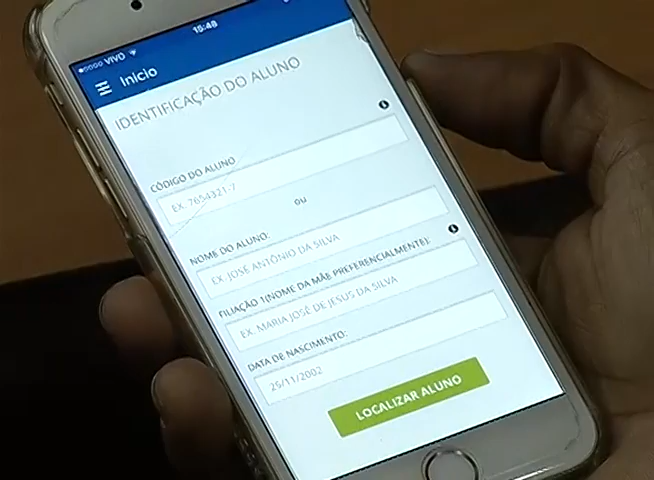 VIVO 15:48
Inicio
IDENTIFICAÇÃO DO ALUNO
CÓDIGO DO ALUNO
EX. 7654321-7
ou
NOME DO ALUNO:
EX. JOSÉ ANTÔNIO DA SILVA
FILIAÇÃO 1(NOME DA MÃE PREFERENCIALMENTE):
EX. MARIA JOSÉ DE JESUS DA SILVA
DATA DE NASCIMENTO:
25/11/2002
LOCALIZAR ALUNO